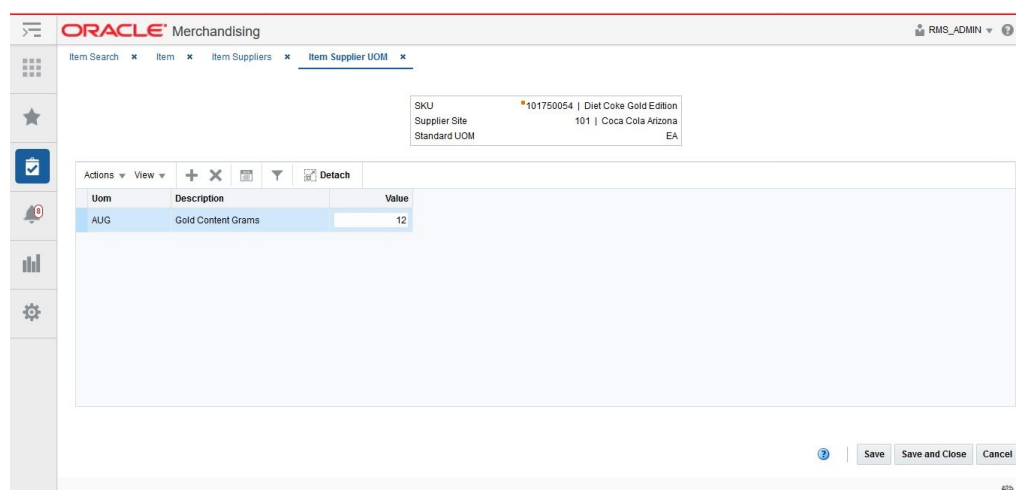 ORACLE® Merchandising
RMS_ADMIN
Item Search × Item × Item Suppliers × Item Supplier UOM ×
SKU 101750054 | Diet Coke Gold Edition
Supplier Site 101 | Coca Cola Arizona
Standard UOM EA
Actions View Detach
Uom Description Value
AUG Gold Content Grams 12
8
Save Save and Close Cancel